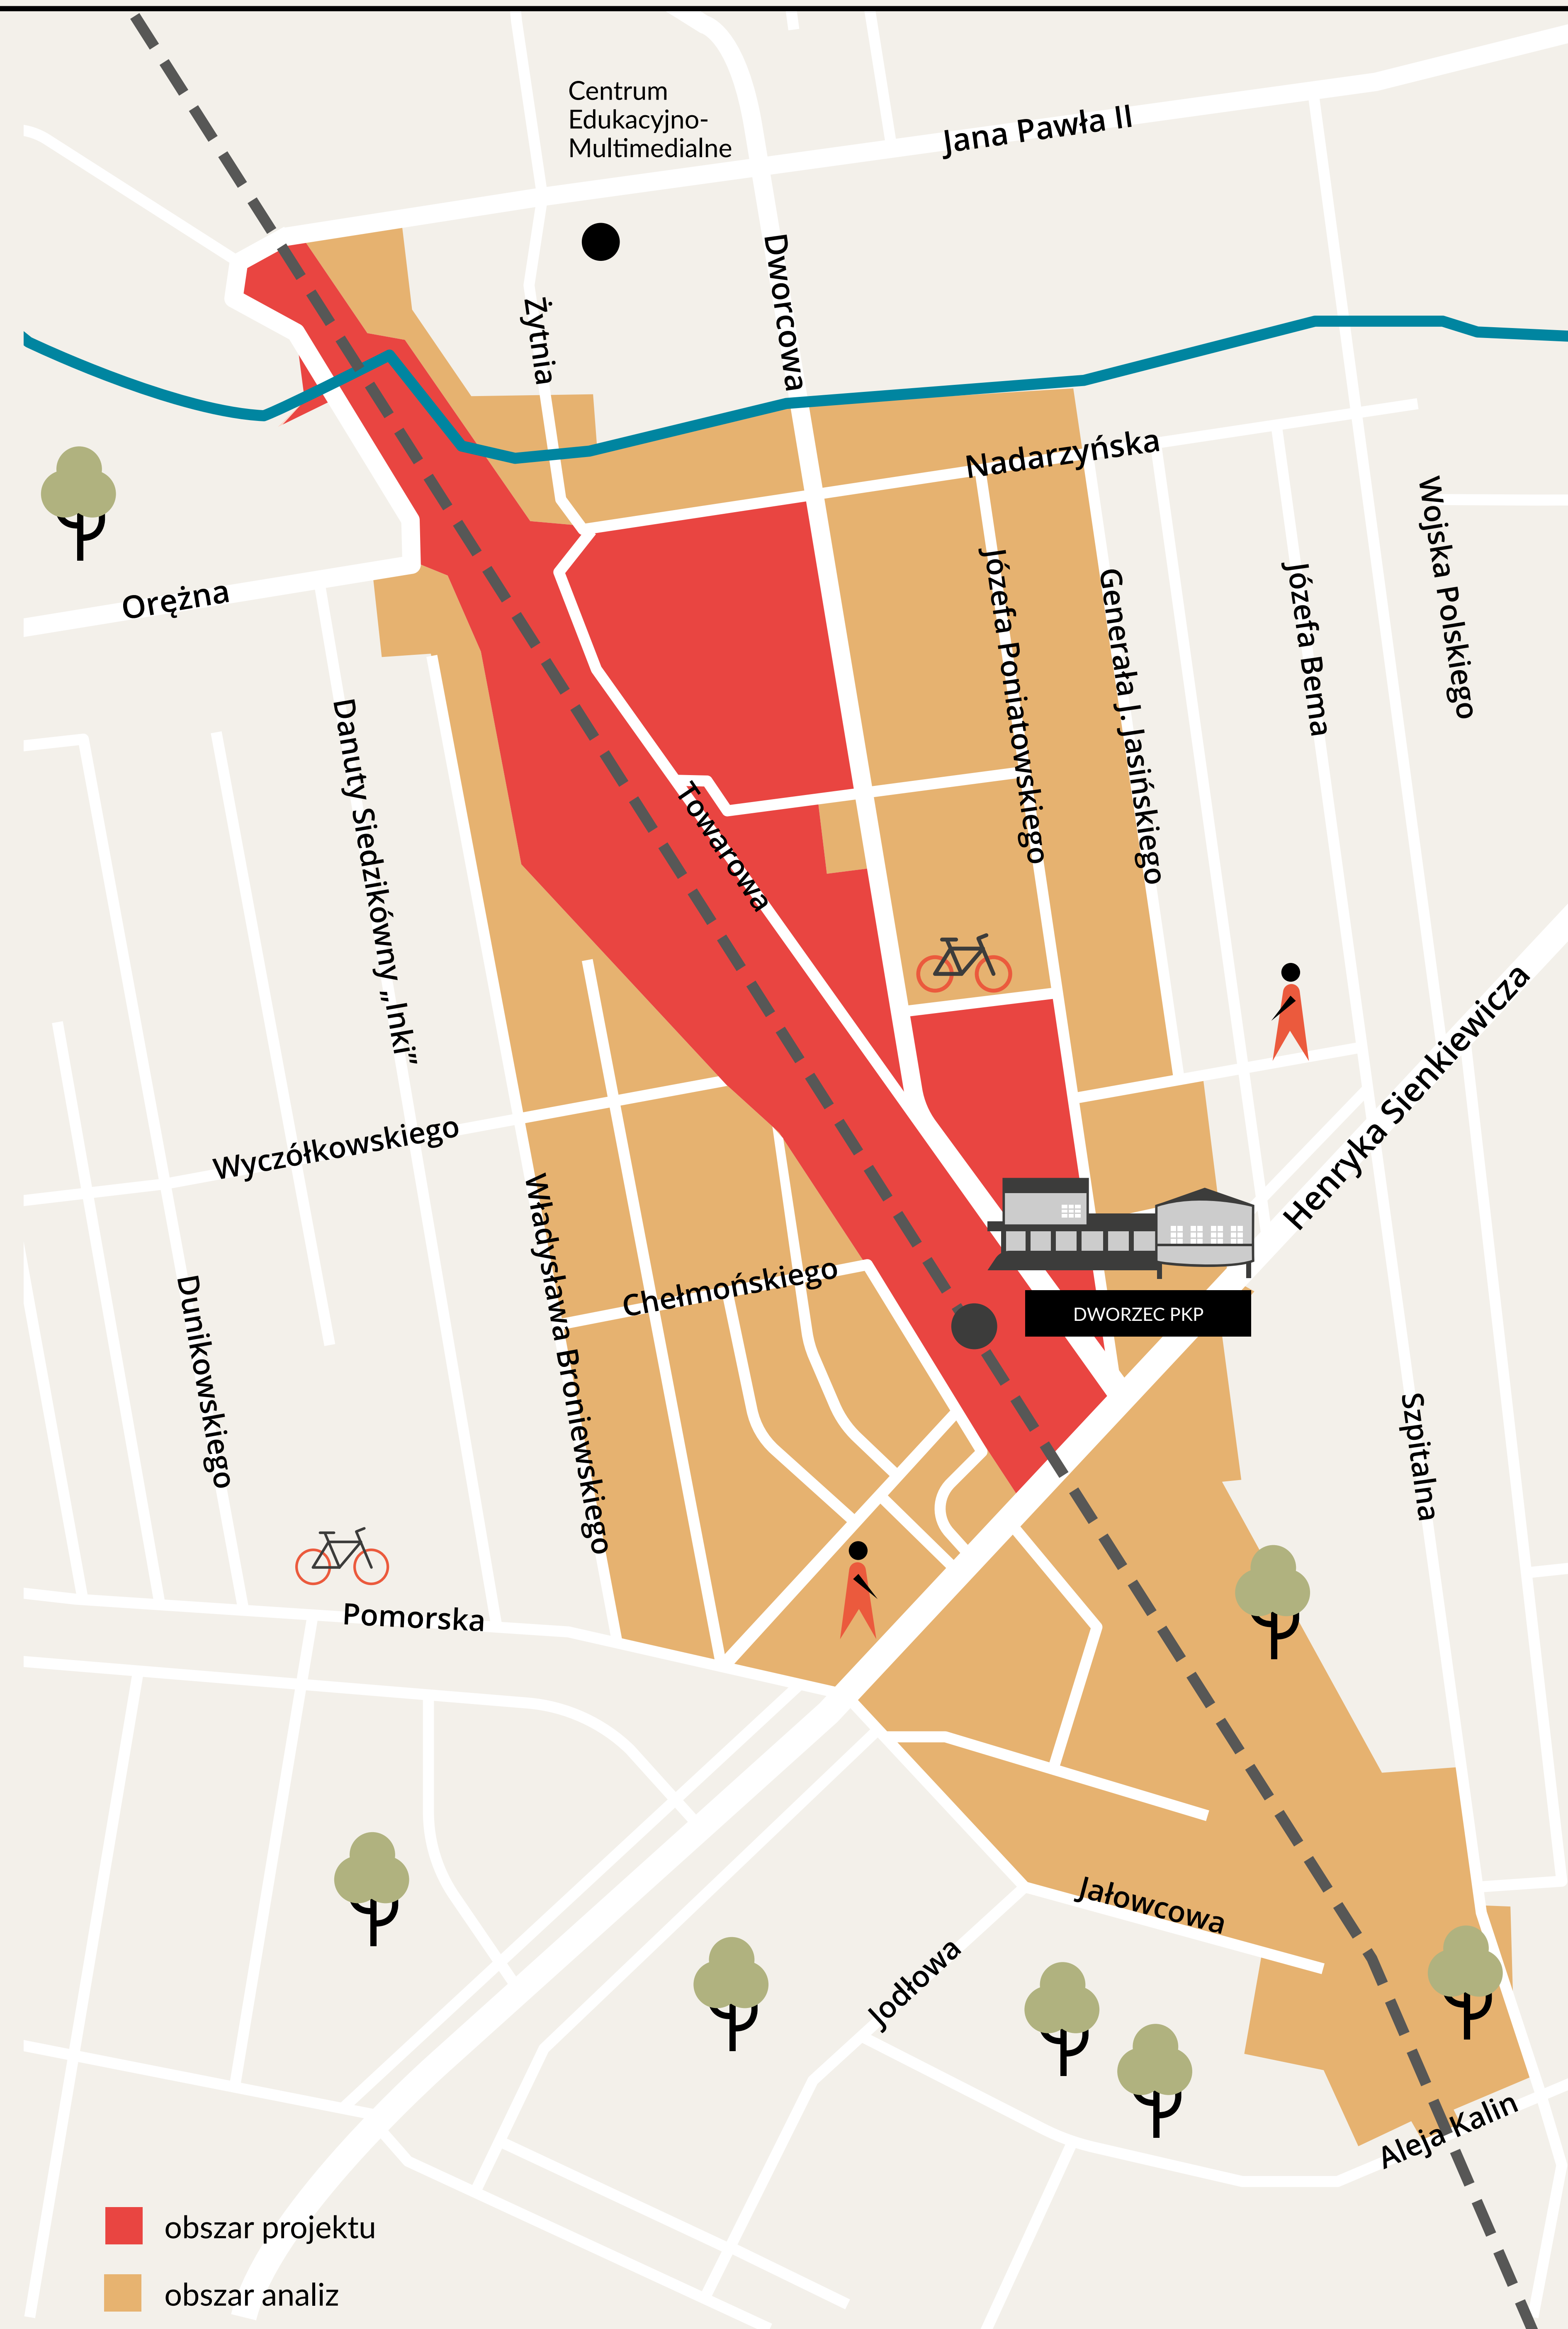 Centrum
Edukacyjno-
Multimedialne
Jana Pawła II
Dworcowa
Żytnia
Nadarzyńska
Orężna
Józefa Poniatowskiego
Generała J. Jasińskiego
Józefa Bema
Wojska Polskiego
Danuty Siedzikówny „Inki”
Towarowa
Henryka Sienkiewicza
Wyczółkowskiego
Władysława Broniewskiego
Chełmońskiego
DWORZEC PKP
Dunikowskiego
Szpitalna
Pomorska
Jałowcowa
Jodłowa
Aleja Kalin
obszar projektu
obszar analiz